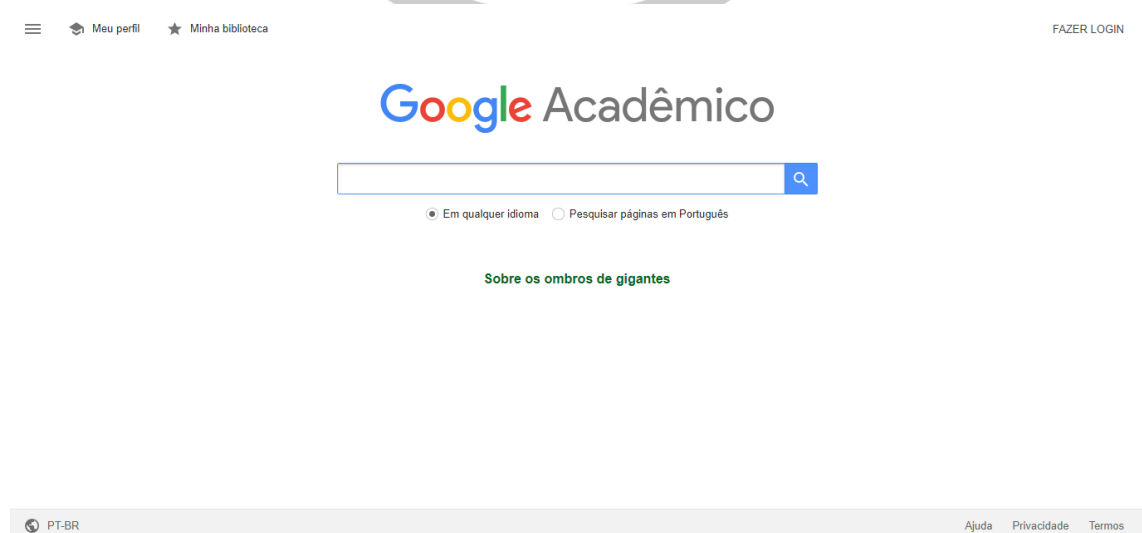 Meu perfil Minha biblioteca FAZER LOGIN
Google Acadêmico
Em qualquer idioma Pesquisar páginas em Português
Sobre os ombros de gigantes
PT-BR Ajuda Privacidade Termos